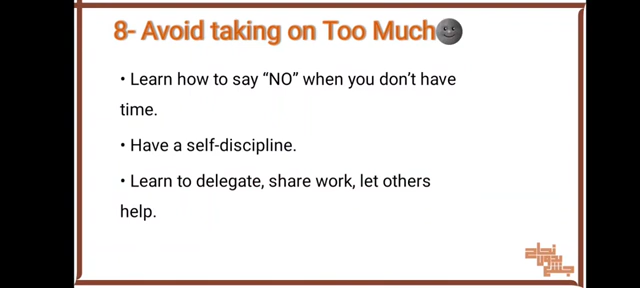 8- Avoid taking on Too Much🌚
• Learn how to say “NO” when you don’t have
time.
• Have a self-discipline.
• Learn to delegate, share work, let others
help.